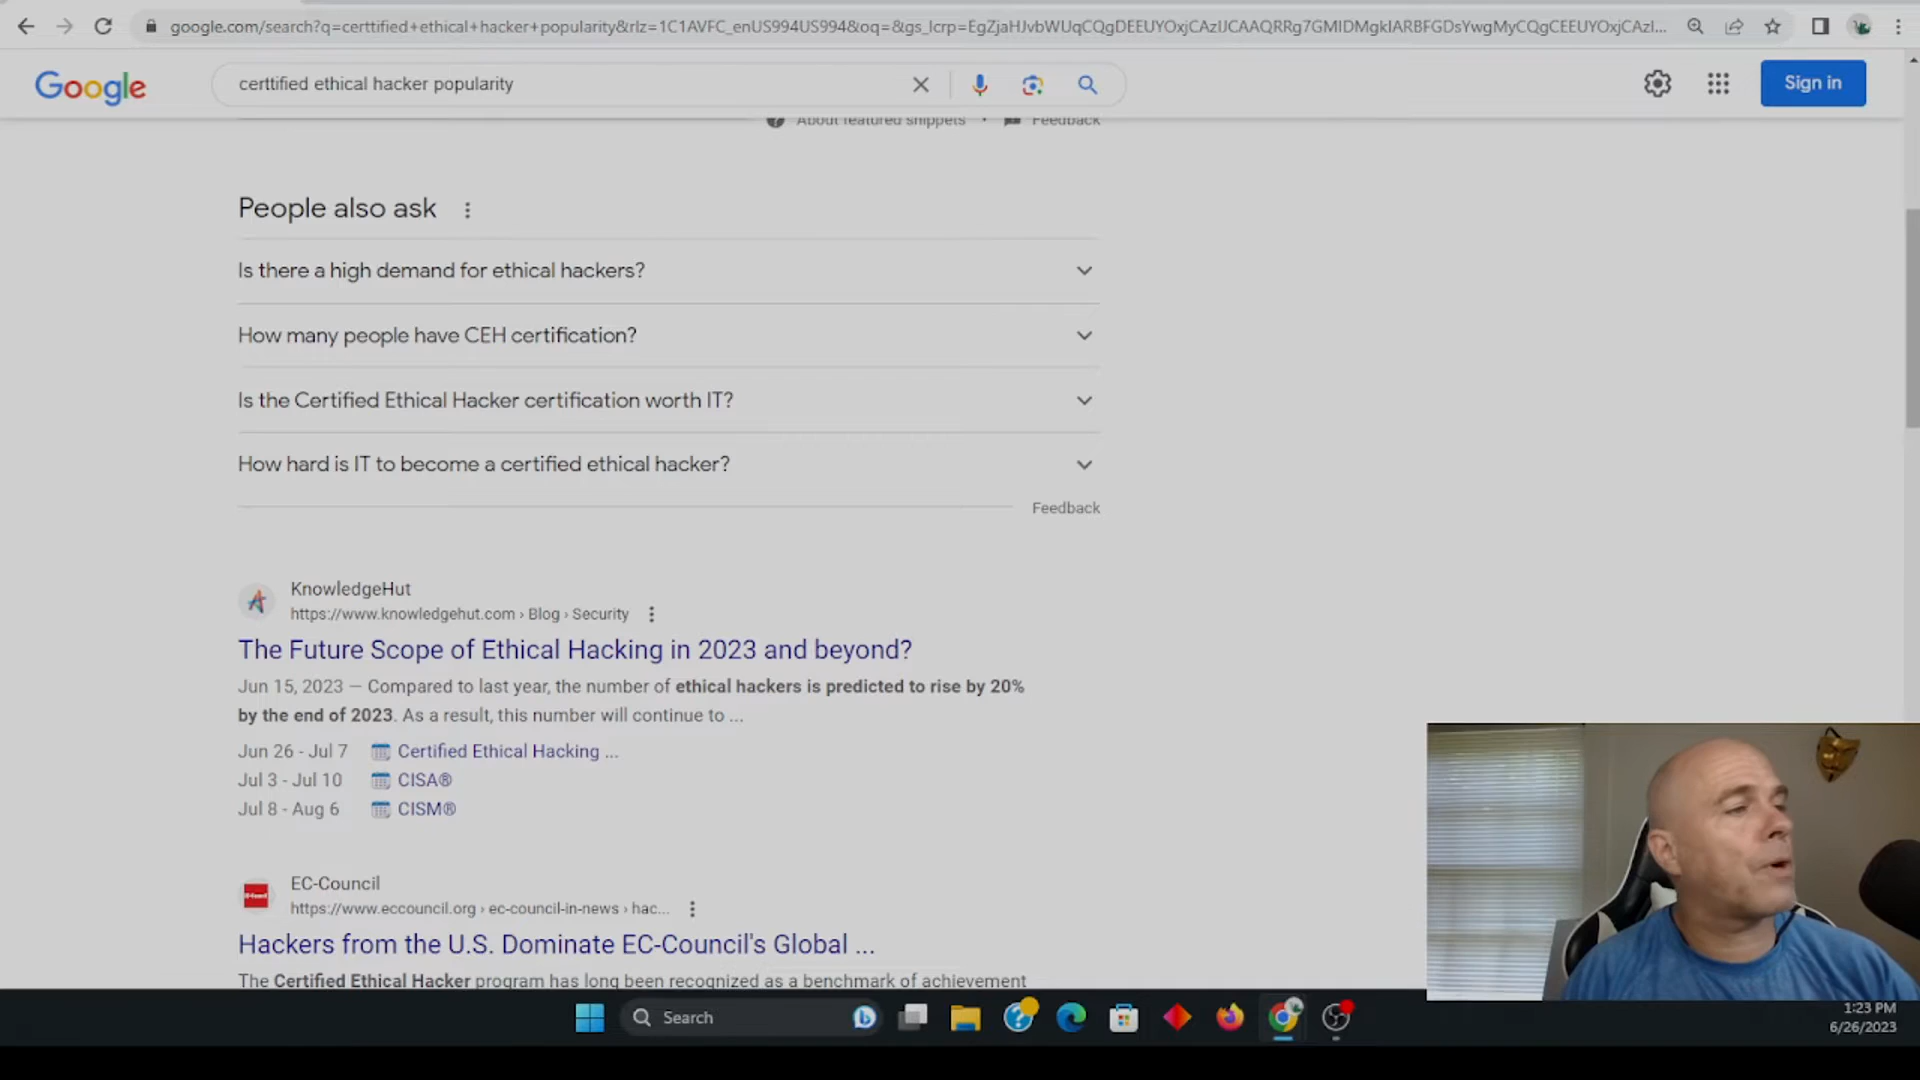 google.com/search?q=certtified+ethical+hacker+popularity&rlz=1C1AVFC_enUS994US994&oq=&gs_lcrp=EgZjaHJvbWUqCQgDEEUYOxjCAzIJCAAQRRg7GMIDMgkIARBFGDsYwgMyCQgCEEUYOxjCAzI...
Google
certtified ethical hacker popularity
Sign in
About featured snippets
Feedback
People also ask
Is there a high demand for ethical hackers?
How many people have CEH certification?
Is the Certified Ethical Hacker certification worth IT?
How hard is IT to become a certified ethical hacker?
Feedback
KnowledgeHut
https://www.knowledgehut.com › Blog › Security
The Future Scope of Ethical Hacking in 2023 and beyond?
Jun 15, 2023 — Compared to last year, the number of ethical hackers is predicted to rise by 20%
by the end of 2023. As a result, this number will continue to ...
Jun 26 - Jul 7 Certified Ethical Hacking ...
Jul 3 - Jul 10 CISA®
Jul 8 - Aug 6 CISM®
EC-Council
https://www.eccouncil.org › ec-council-in-news › hac...
Hackers from the U.S. Dominate EC-Council's Global ...
The Certified Ethical Hacker program has long been recognized as a benchmark of achievement
Search
1:23 PM
6/26/2023